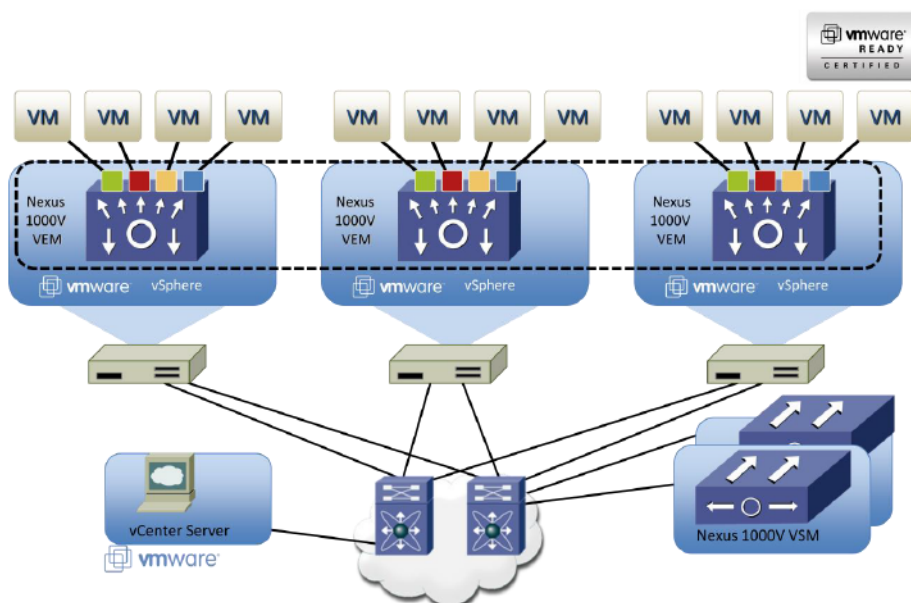 vmware
READY
CERTIFIED
VM VM VM VM VM VM VM VM VM VM VM VM
Nexus
1000V
VEM
vmware vSphere
Nexus
1000V
VEM
vmware vSphere
Nexus
1000V
VEM
vmware vSphere
vCenter Server
vmware
Nexus 1000V VSM